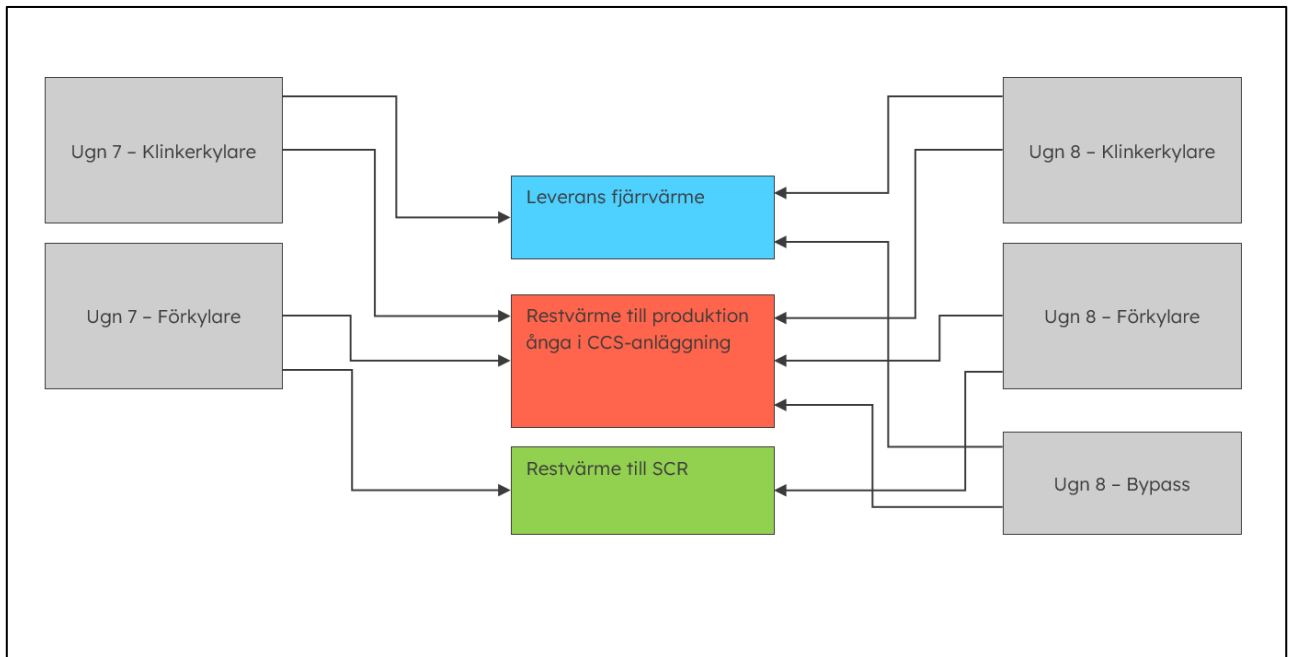 Ugn 7 – Klinkerkylare
Ugn 7 – Förkylare
Leverans fjärrvärme
Restvärme till produktion
ånga i CCS-anläggning
Restvärme till SCR
Ugn 8 – Klinkerkylare
Ugn 8 – Förkylare
Ugn 8 – Bypass